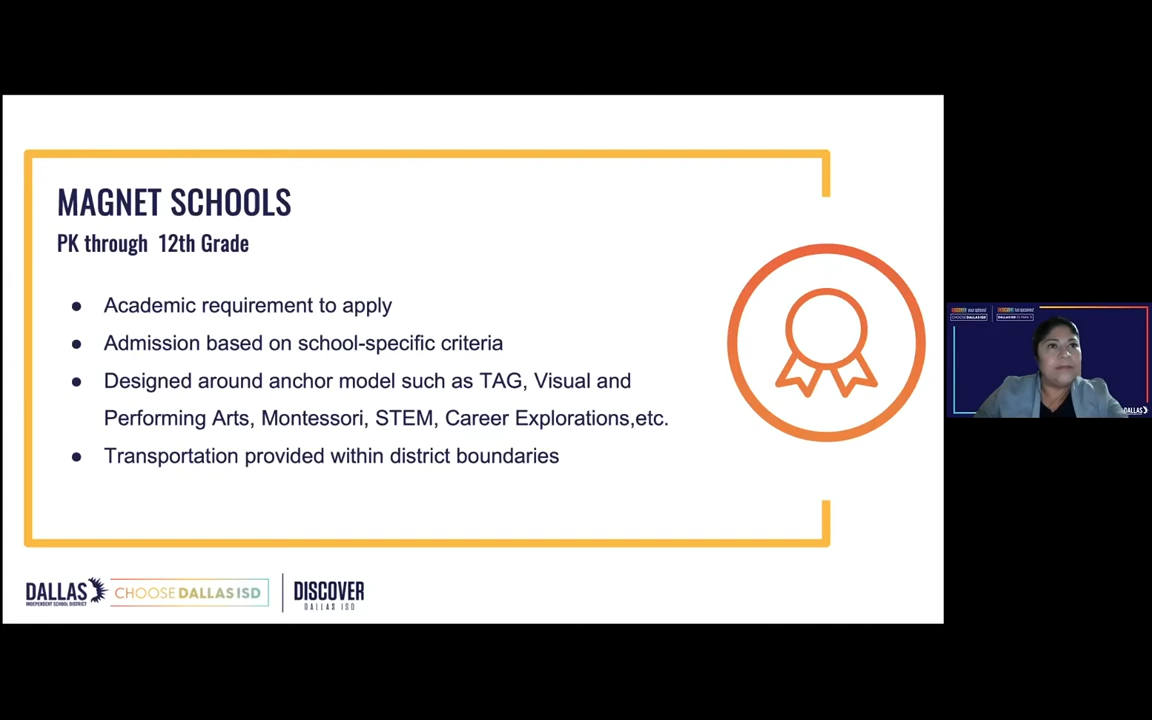 MAGNET SCHOOLS
PK through 12th Grade
● Academic requirement to apply
● Admission based on school-specific criteria
● Designed around anchor model such as TAG, Visual and
Performing Arts, Montessori, STEM, Career Explorations,etc.
● Transportation provided within district boundaries
DALLAS
INDEPENDENT SCHOOL DISTRICT
CHOOSEDALLASISD
DISCOVER
DALLAS ISD
CHOOSEDALLASISD
DALLAS